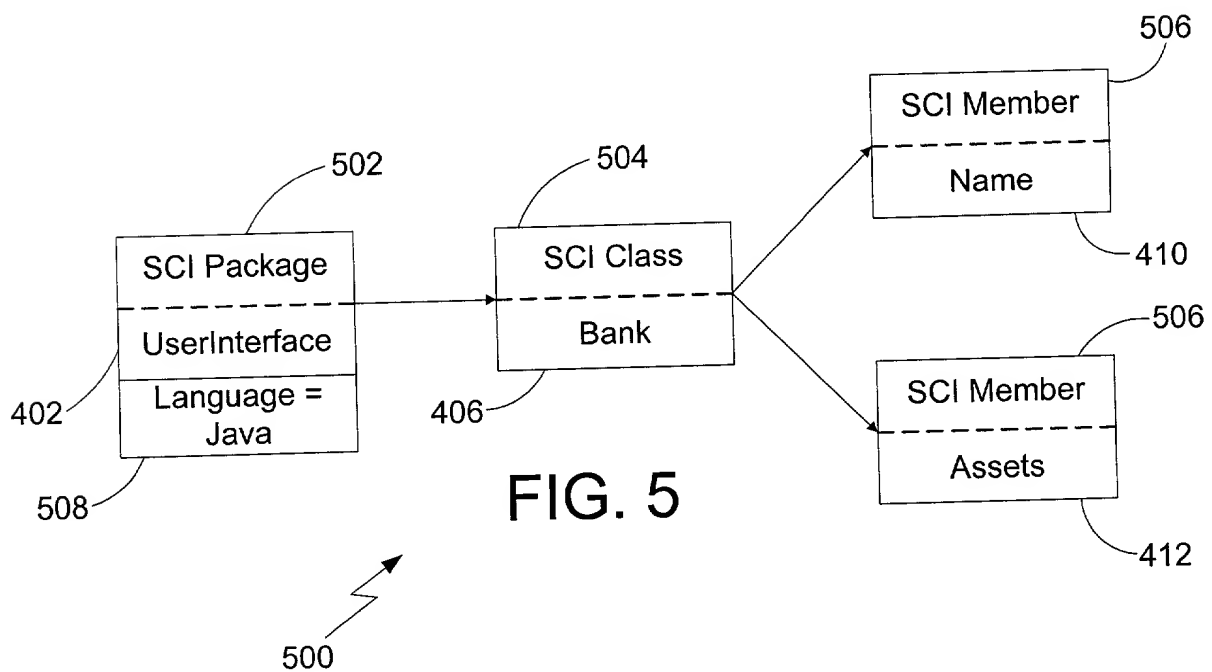 506
SCI Member
Name
410
504
502
SCI Class
Bank
406
SCI Package
UserInterface
402
Language =
Java
508
506
SCI Member
Assets
412
FIG. 5
500